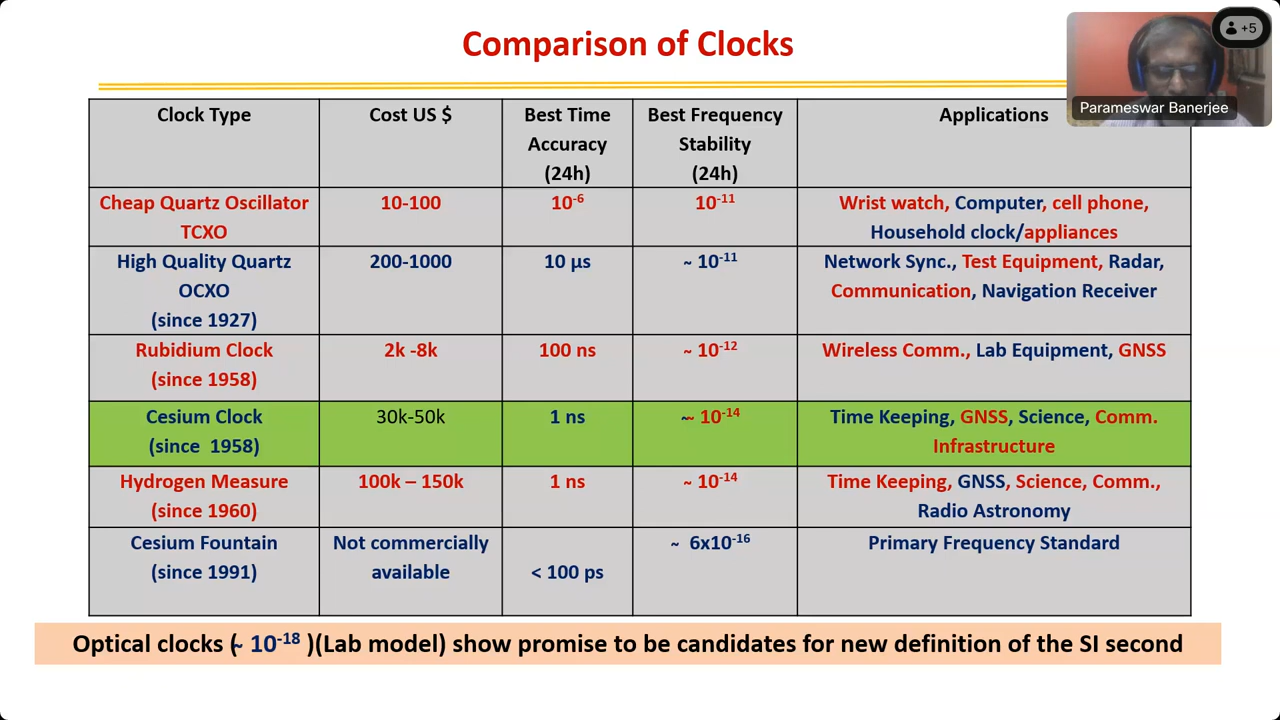 Comparison of Clocks
+5
Parameswar Banerjee
Clock Type
Cost US $
Best Time
Accuracy
(24h)
Best Frequency
Stability
(24h)
Applications
Cheap Quartz Oscillator
TCXO
10-100
10⁻⁶
10⁻¹¹
Wrist watch, Computer, cell phone,
Household clock/appliances
High Quality Quartz
OCXO
(since 1927)
200-1000
10 µs
~ 10⁻¹¹
Network Sync., Test Equipment, Radar,
Communication, Navigation Receiver
Rubidium Clock
(since 1958)
2k -8k
100 ns
~ 10⁻¹²
Wireless Comm., Lab Equipment, GNSS
Cesium Clock
(since 1958)
30k-50k
1 ns
~~ 10⁻¹⁴
Time Keeping, GNSS, Science, Comm.
Infrastructure
Hydrogen Measure
(since 1960)
100k – 150k
1 ns
~ 10⁻¹⁴
Time Keeping, GNSS, Science, Comm.,
Radio Astronomy
Cesium Fountain
(since 1991)
Not commercially
available
< 100 ps
~ 6x10⁻¹⁶
Primary Frequency Standard
Optical clocks (~ 10⁻¹⁸ )(Lab model) show promise to be candidates for new definition of the SI second